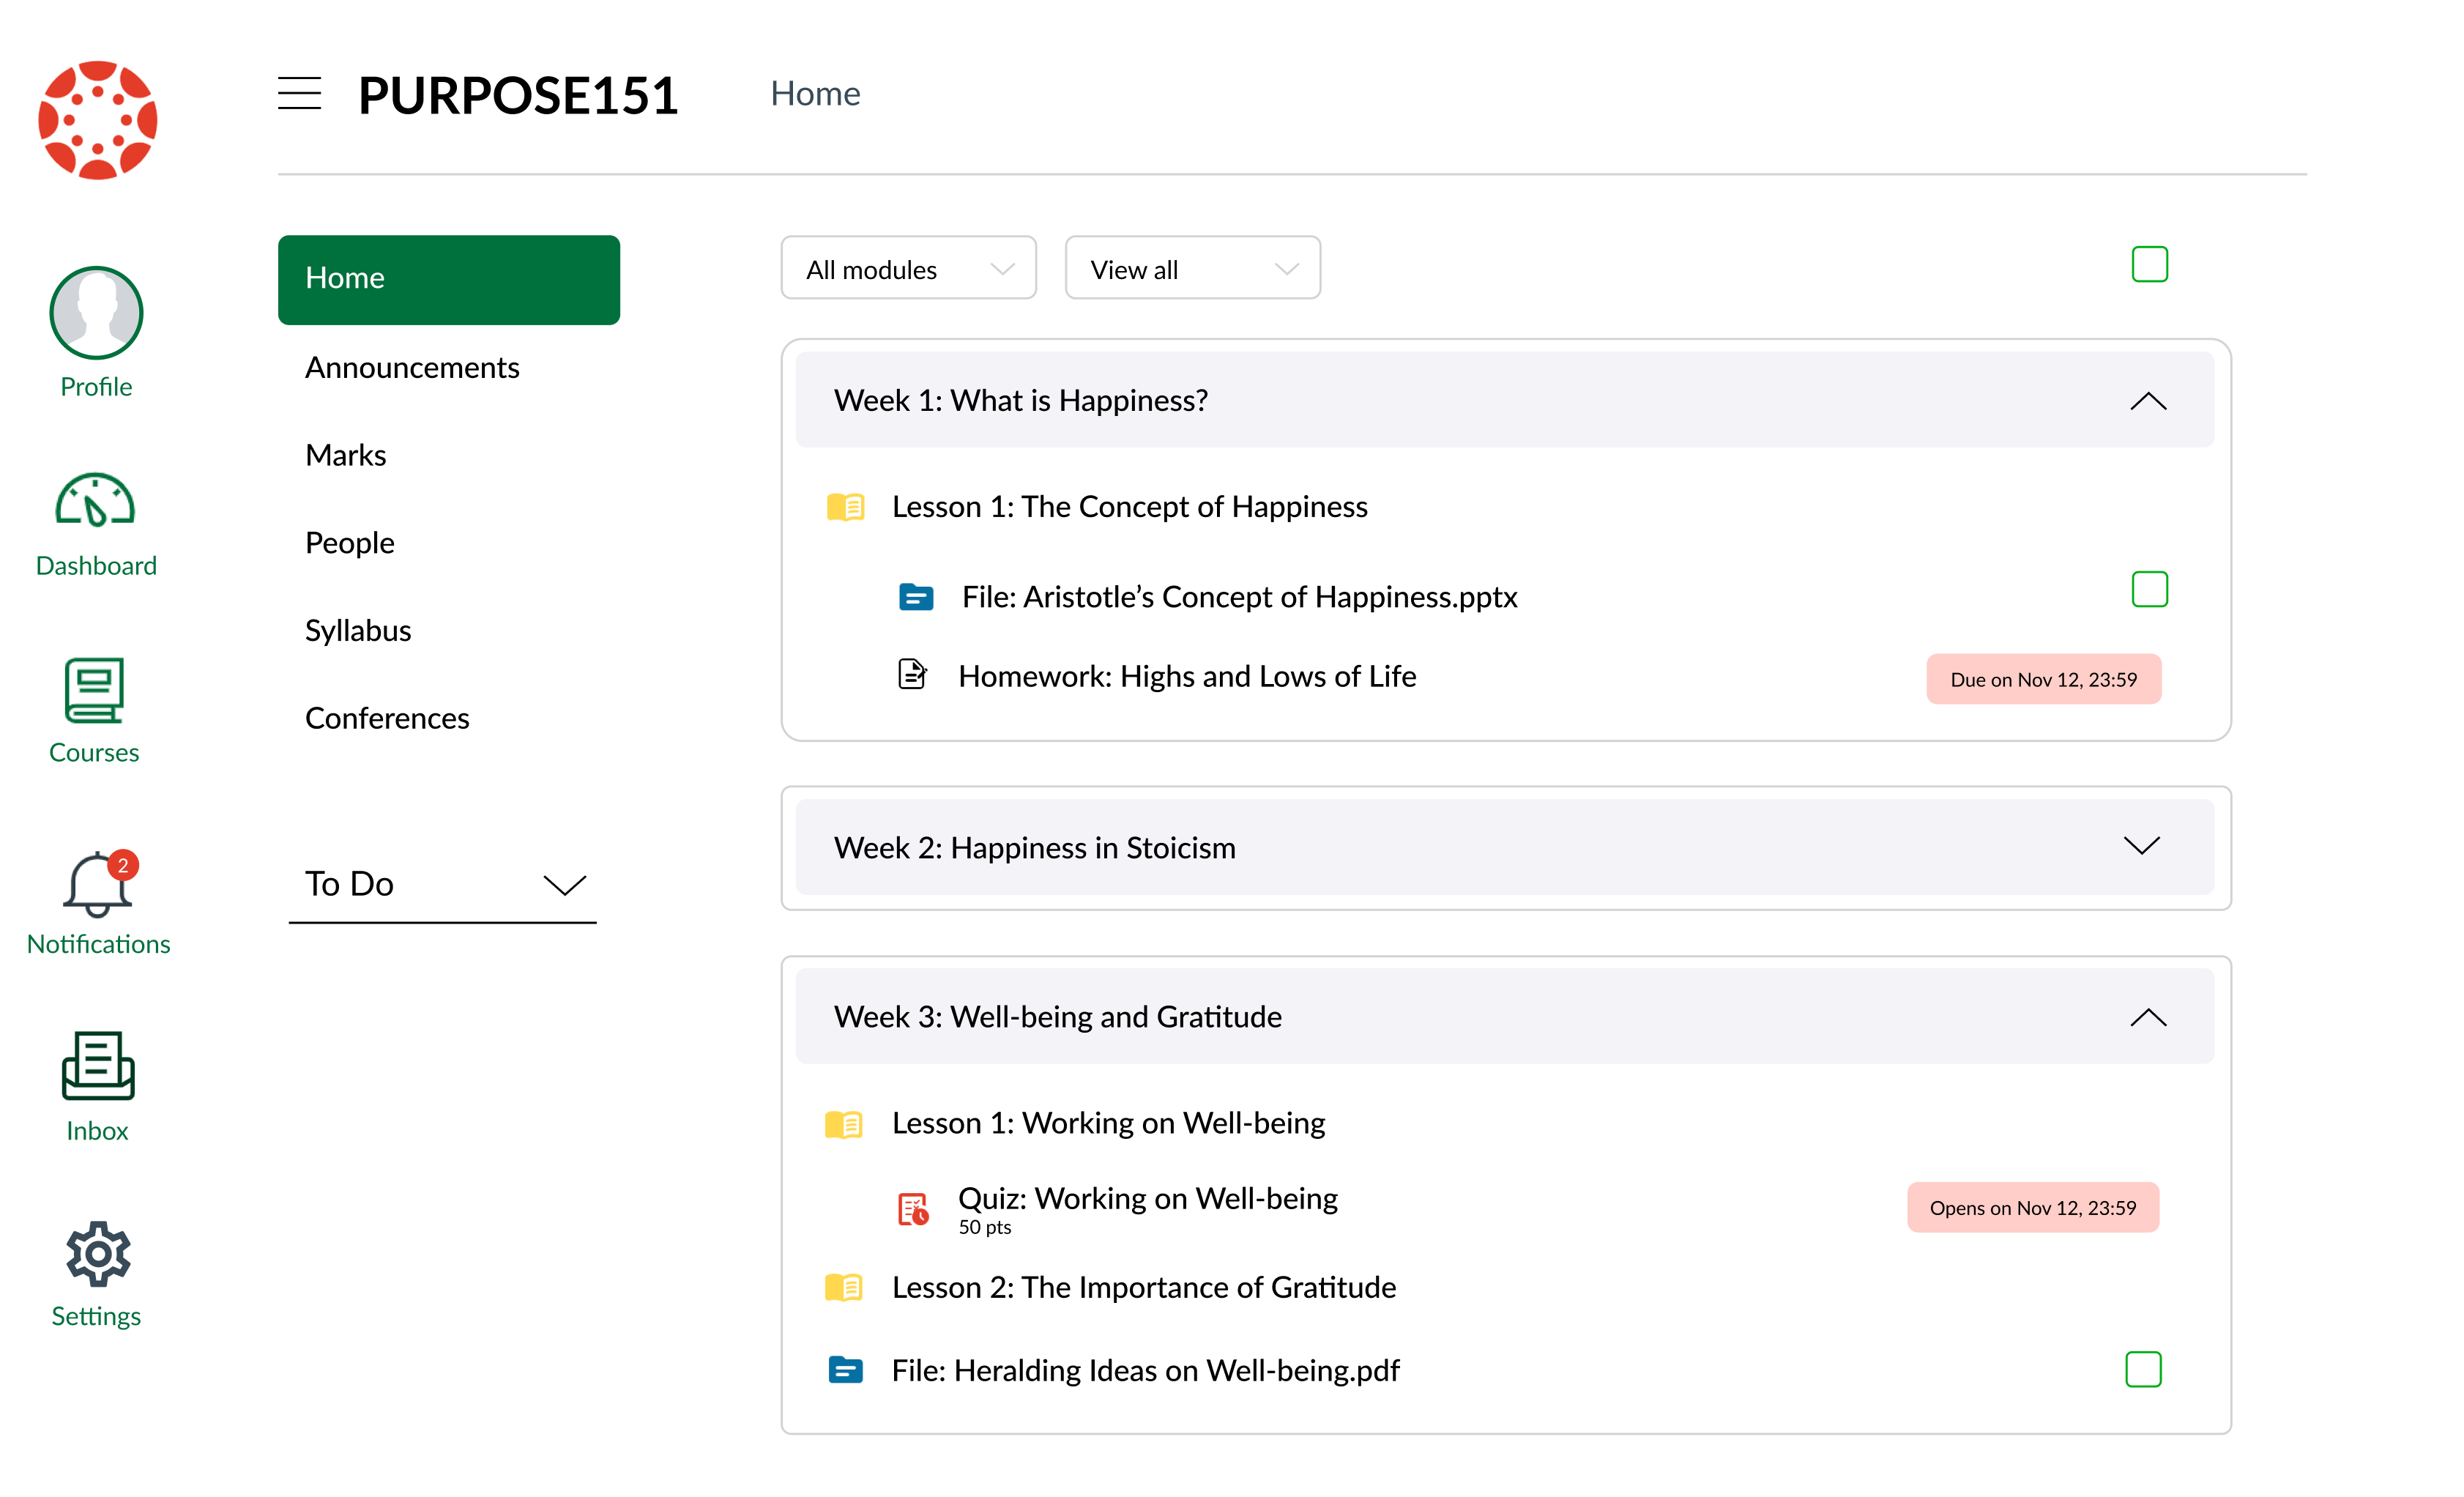 PURPOSE151
Home
Profile
Dashboard
Courses
2
Notifications
Inbox
Settings
Home
Announcements
Marks
People
Syllabus
Conferences
To Do
All modules
View all
Week 1: What is Happiness?
Lesson 1: The Concept of Happiness
File: Aristotle’s Concept of Happiness.pptx
Homework: Highs and Lows of Life
Due on Nov 12, 23:59
Week 2: Happiness in Stoicism
Week 3: Well-being and Gratitude
Lesson 1: Working on Well-being
Quiz: Working on Well-being
50 pts
Opens on Nov 12, 23:59
Lesson 2: The Importance of Gratitude
File: Heralding Ideas on Well-being.pdf